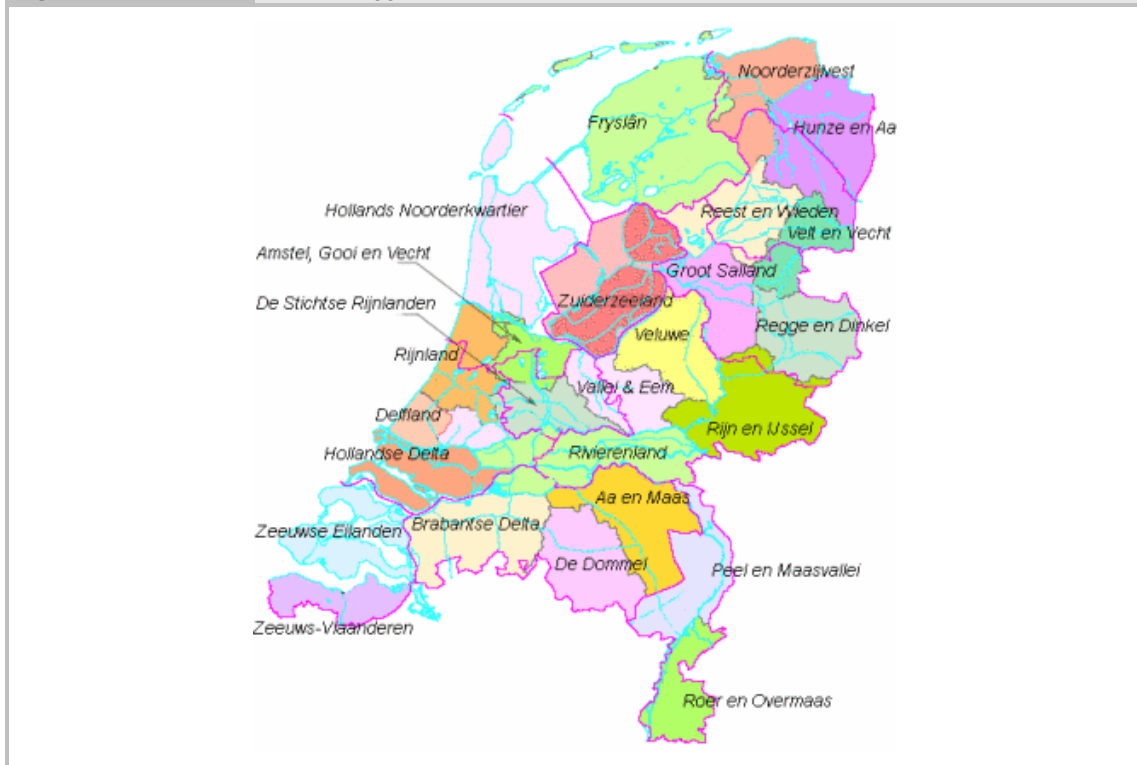 Noorderzijlvest
Fryslân
Hunze en Aa
Hollands Noorderkwartier
Reest en Wieden
Velt en Vecht
Amstel, Gooi en Vecht
Groot Salland
De Stichtse Rijnlanden
Zuiderzeeland
Regge en Dinkel
Veluwe
Rijnland
Vallei & Eem
Delfland
Rijn en IJssel
Hollandse Delta
Rivierenland
Aa en Maas
Zeeuwse Eilanden
Brabantse Delta
De Dommel
Peel en Maasvallei
Zeeuws-Vlaanderen
Roer en Overmaas